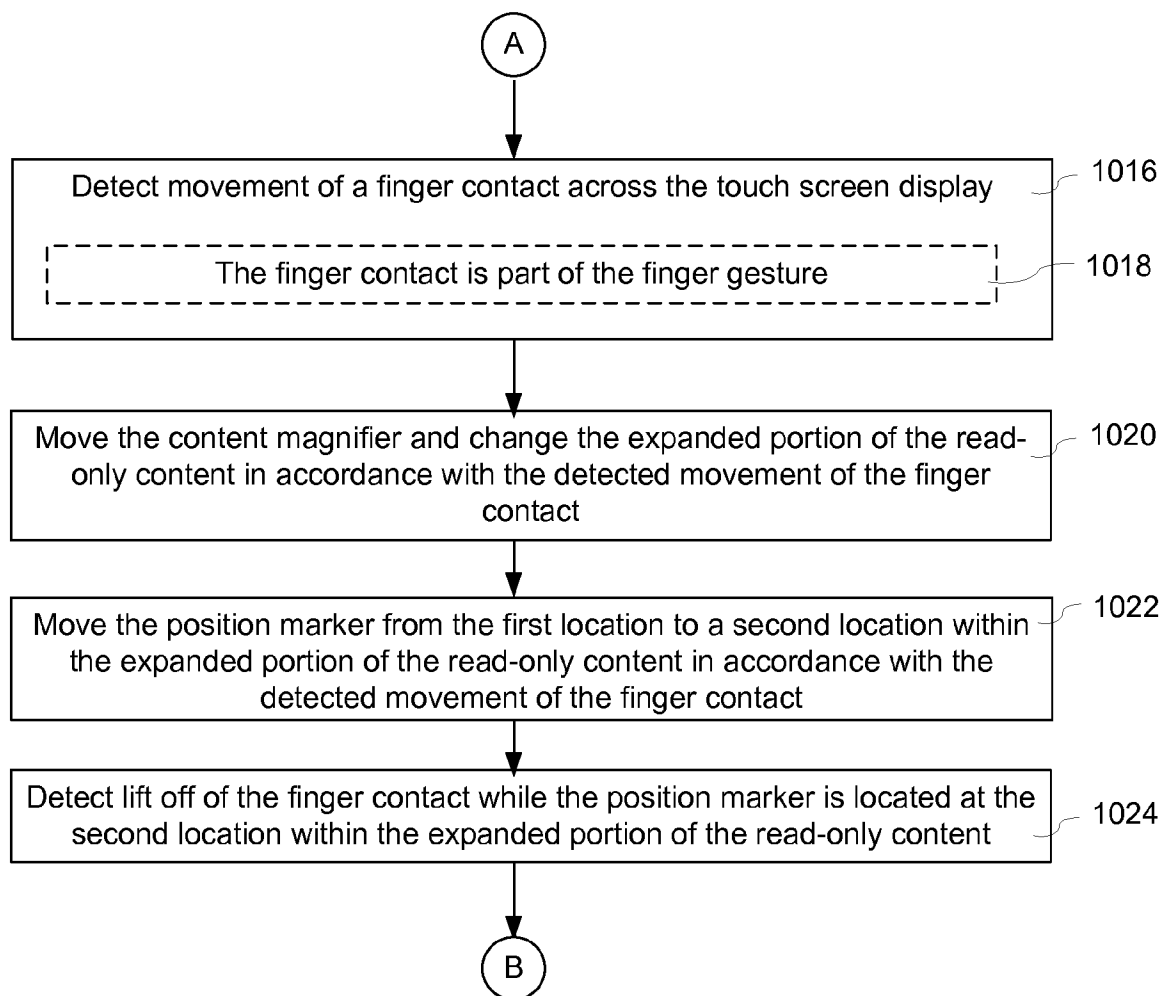 A
Detect movement of a finger contact across the touch screen display
1016
The finger contact is part of the finger gesture
1018
Move the content magnifier and change the expanded portion of the read-
only content in accordance with the detected movement of the finger
contact
1020
Move the position marker from the first location to a second location within
the expanded portion of the read-only content in accordance with the
detected movement of the finger contact
1022
Detect lift off of the finger contact while the position marker is located at the
second location within the expanded portion of the read-only content
1024
B